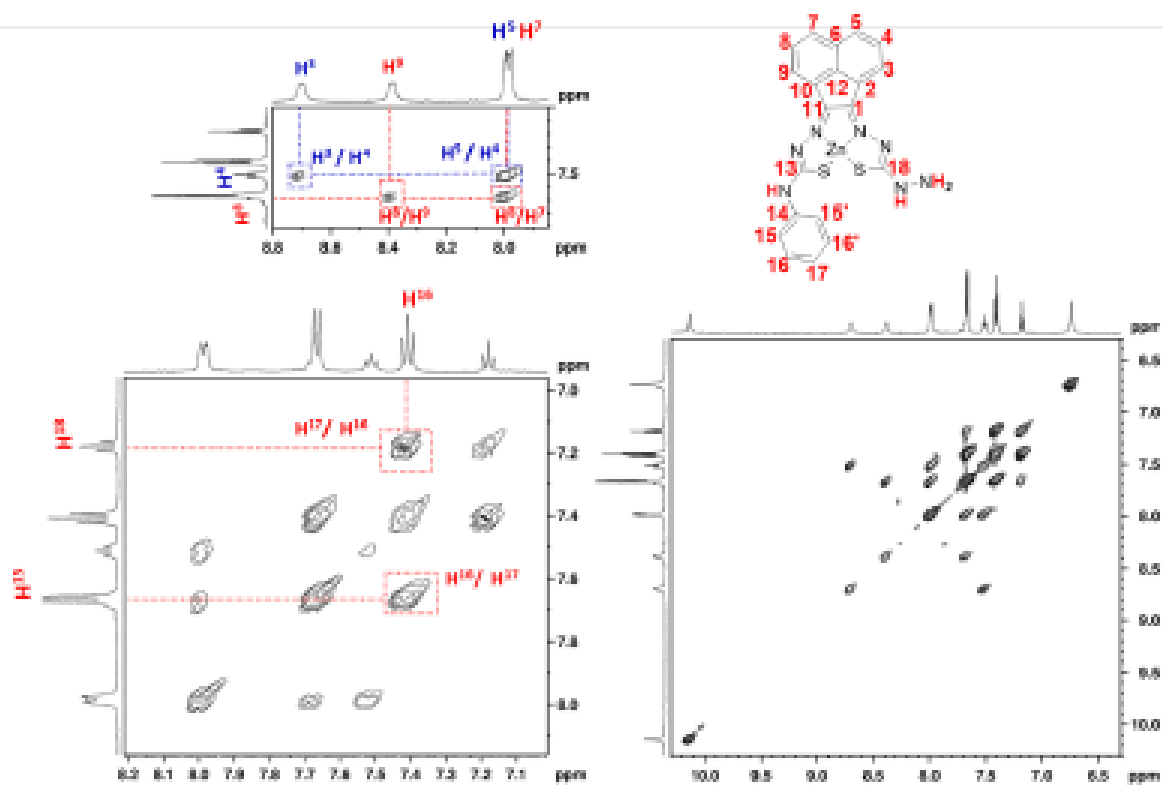 H⁵ H⁷
H³
H⁹
ppm
H³ / H⁴
H⁵ / H⁴
H⁴
7.5
H⁸
H⁸/H⁹
H⁸/H⁷
8.8 8.6 8.4 8.2 8.0 ppm
7 5
8 6 4
9 3
10 12 2
11 1
N N
N Zn N
13 S S 18
HN N NH₂
H
14 15'
15 16'
16 17
H¹⁶
ppm
7.0
H¹⁷/ H¹⁶
7.2
7.4
H¹⁵
7.6
7.8
8.0
8.2 8.1 8.0 7.9 7.8 7.7 7.6 7.5 7.4 7.3 7.2 7.1 ppm
ppm
6.5
7.0
7.5
8.0
8.5
9.0
9.5
10.0
10.0 9.5 9.0 8.5 8.0 7.5 7.0 6.5 ppm